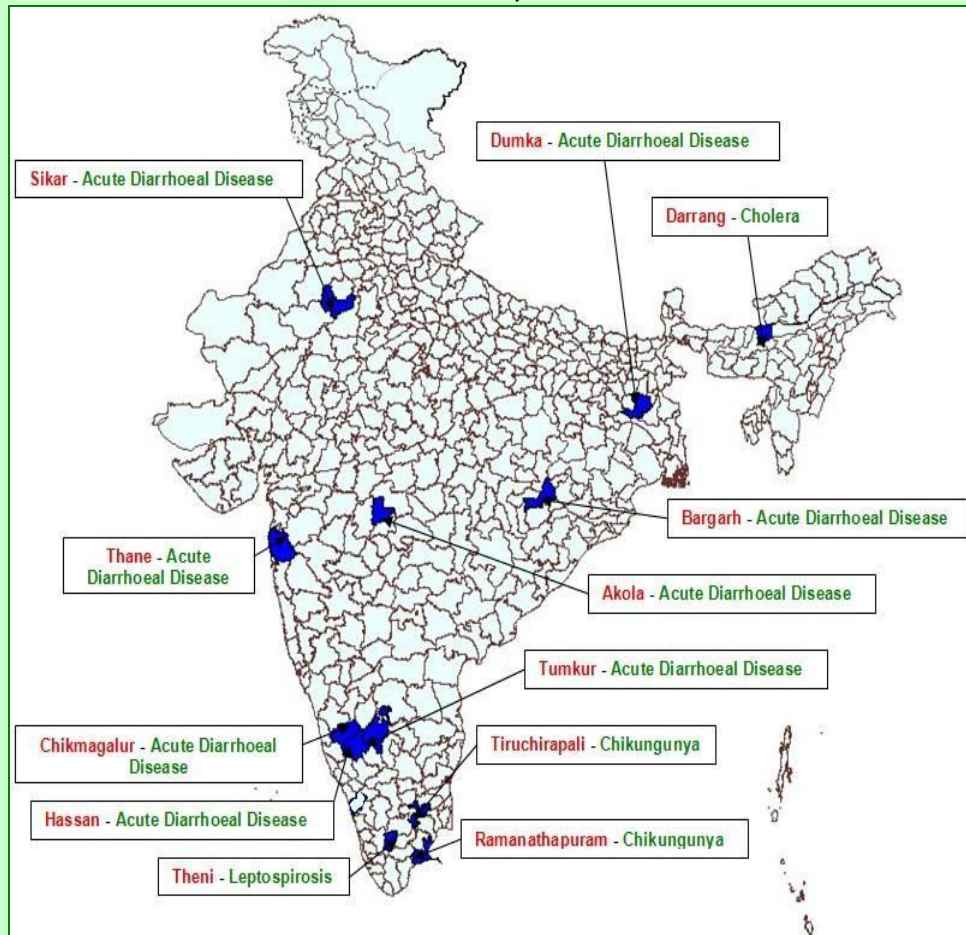 Dumka - Acute Diarrhoeal Disease
Sikar - Acute Diarrhoeal Disease
Darrang - Cholera
Bargarh - Acute Diarrhoeal Disease
Thane - Acute
Diarrhoeal Disease
Akola - Acute Diarrhoeal Disease
Tumkur - Acute Diarrhoeal Disease
Chikmagalur - Acute Diarrhoeal
Disease
Tiruchirapali - Chikungunya
Hassan - Acute Diarrhoeal Disease
Ramanathapuram - Chikungunya
Theni - Leptospirosis